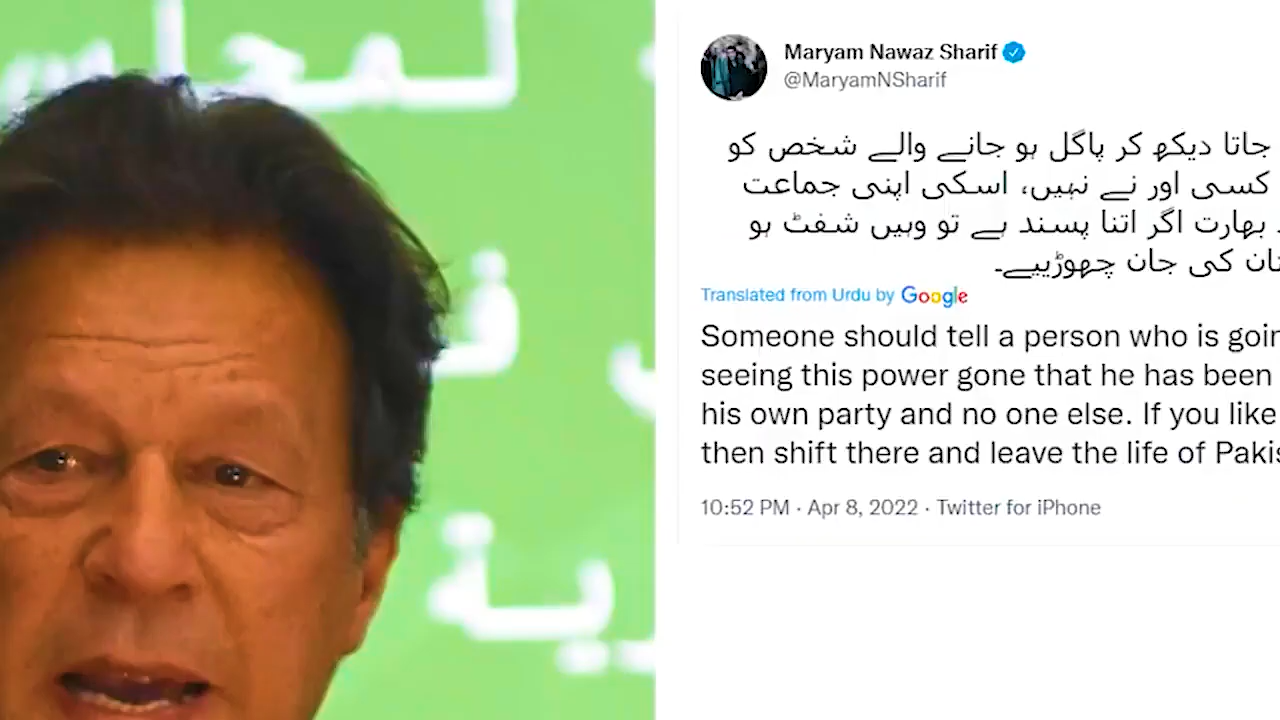 Maryam Nawaz Sharif
@MaryamNSharif
جاتا دیکھ کر پاگل ہو جانے والے شخص کو
کسی اور نے نہیں، اسکی اپنی جماعت
بھارت اگر اتنا پسند ہے تو وہیں شفٹ ہو
کی جان چھوڑییے۔
Translated from Urdu by Google
Someone should tell a person who is goin
seeing this power gone that he has been
his own party and no one else. If you like
then shift there and leave the life of Pakis
10:52 PM · Apr 8, 2022 · Twitter for iPhone